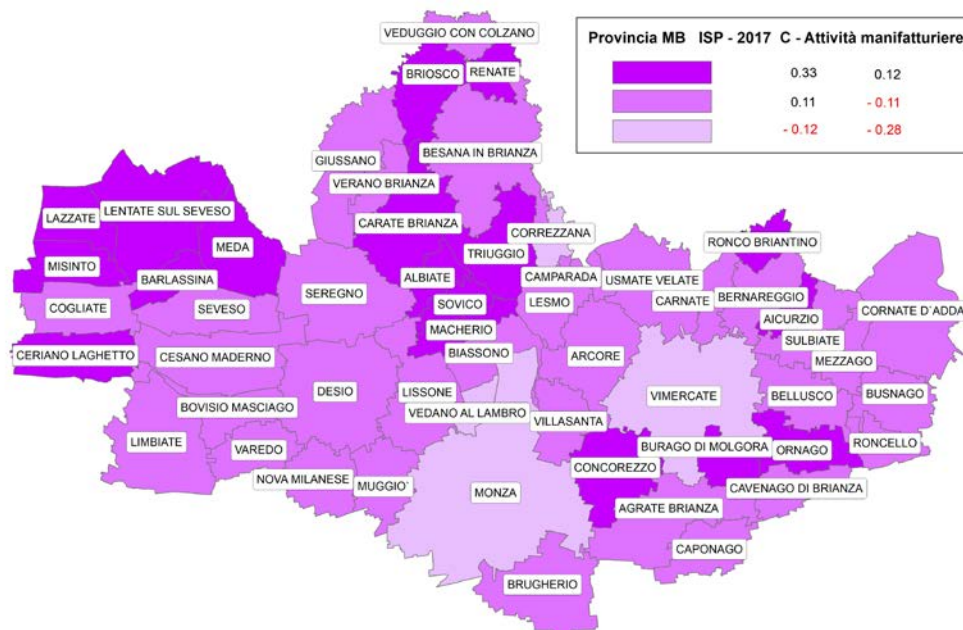 VEDUGGIO CON COLZANO
Provincia MB ISP - 2017 C - Attività manifatturiere
0.33 0.12
0.11 - 0.11
- 0.12 - 0.28
BRIOSCO
RENATE
GIUSSANO
BESANA IN BRIANZA
VERANO BRIANZA
LAZZATE
LENTATE SUL SEVESO
CARATE BRIANZA
CORREZZANA
MEDA
TRIUGGIO
RONCO BRIANTINO
MISINTO
BARLASSINA
ALBIATE
CAMPARADA
USMATE VELATE
COGLIATE
SEVESO
SEREGNO
SOVICO
LESMO
CARNATE
BERNAREGGIO
CORNATE D'ADDA
AICURZIO
MACHERIO
SULBIATE
CERIANO LAGHETTO
CESANO MADERNO
BIASSONO
ARCORE
MEZZAGO
DESIO
LISSONE
VIMERCATE
BELLUSCO
BUSNAGO
BOVISIO MASCIAGO
VEDANO AL LAMBRO
VILLASANTA
LIMBIATE
VAREDO
BURAGO DI MOLGORA
ORNAGO
RONCELLO
CONCOREZZO
NOVA MILANESE
MUGGIO'
MONZA
CAVENAGO DI BRIANZA
AGRATE BRIANZA
CAPONAGO
BRUGHERIO